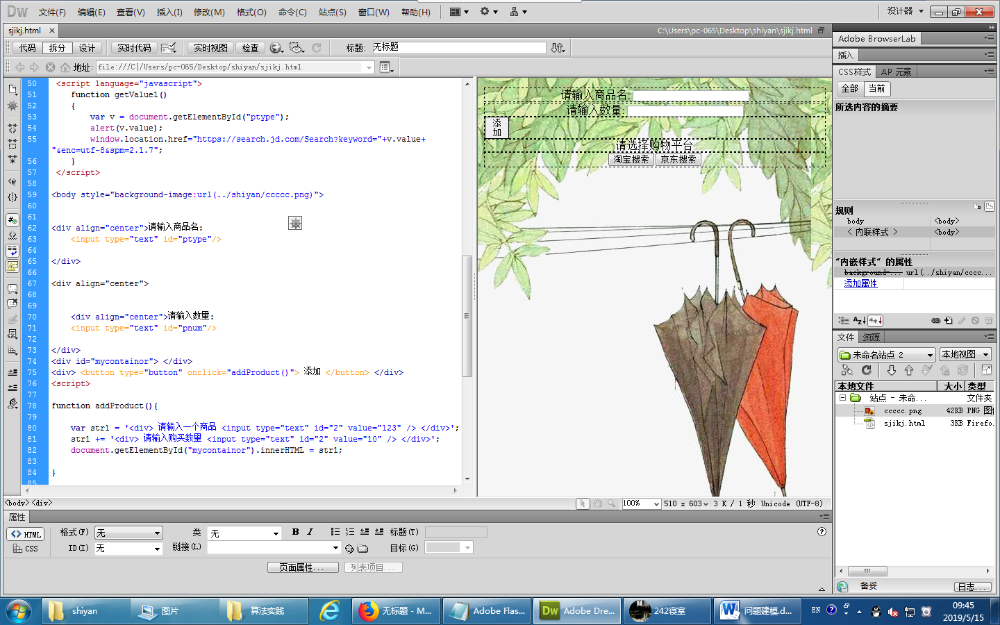 Dw 文件(F) 编辑(E) 查看(V) 插入(I) 修改(M) 格式(O) 命令(C) 站点(S) 窗口(W) 帮助(H) 设计器
sjikj.html C:\Users\pc-065\Desktop\shiyan\sjikj.html
代码 拆分 设计 实时代码 实时视图 检查 标题: 无标题
地址: file:///C|/Users/pc-065/Desktop/shiyan/sjikj.html
50 <script language="javascript">
51 function getValue1()
52 {
53 var v = document.getElementById("ptype");
54 alert(v.value);
55 window.location.href="https://search.jd.com/Search?keyword="+v.value+
"&enc=utf-8&spm=2.1.7";
56 }
57 </script>
58
59 <body style="background-image:url(../shiyan/ccccc.png)">
60
61
62 <div align="center">请输入商品名:
63 <input type="text" id="ptype"/>
64
65 </div>
66
67 <div align="center">
68
69
70 <div align="center">请输入数量:
71 <input type="text" id="pnum"/>
72
73 </div>
74 <div id="mycontainor"> </div>
75 <div> <button type="button" onclick="addProduct()"> 添加 </button> </div>
76 <script>
77
78 function addProduct(){
79
80 var str1 = '<div> 请输入一个商品 <input type="text" id="2" value="123" /> </div>';
81 str1 += '<div> 请输入购买数量 <input type="text" id="2" value="10" /> </div>';
82 document.getElementById("mycontainor").innerHTML = str1;
83
84 }
85
请输入商品名:
请输入数量:
添
加
请选择购物平台
淘宝搜索 京东搜索
<body> <div> 100% 510 x 603 3 K / 1 秒 Unicode (UTF-8)
属性
<> HTML 格式(F) 无 类 无 B I 标题(T)
CSS ID(I) 无 链接(L) 目标(G)
页面属性... 列表项目...
Adobe BrowserLab
插入
CSS样式 AP 元素
全部 当前
所选内容的摘要
规则
body <body>
< 内联样式 > <body>
"内嵌样式" 的属性
background-... url(../shiyan/cccc...
添加属性
文件 资源
未命名站点 2 本地视图
本地文件 大小 类型
站点 - 未命... 文件夹
ccccc.png 42KB PNG 图
sjikj.html 3KB Firefo.
备妥 日志...
shiyan 图片 算法实践 无标题 - M... Adobe Flas... Dw Adobe Dre... 242寝室 问题建模.d... EN 09:45
2019/5/15